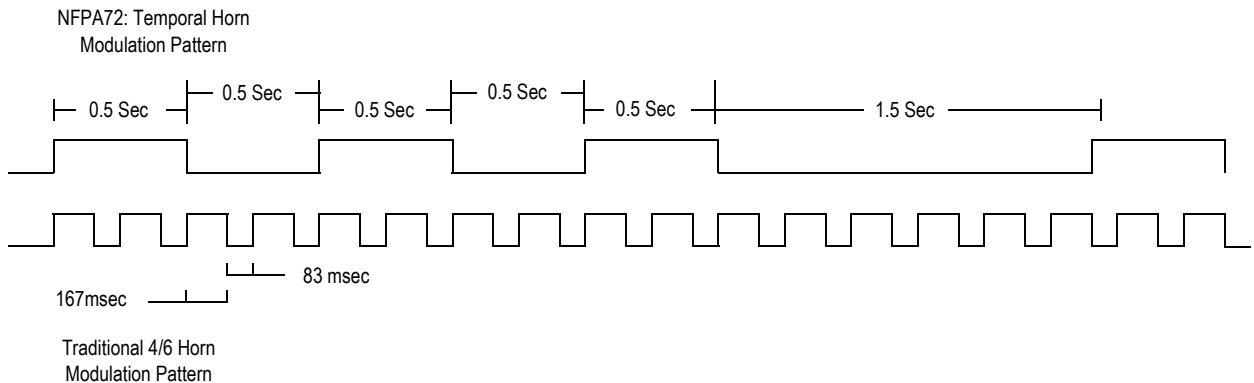 NFPA72: Temporal Horn
Modulation Pattern
0.5 Sec
0.5 Sec
0.5 Sec
0.5 Sec
0.5 Sec
1.5 Sec
83 msec
167msec
Traditional 4/6 Horn
Modulation Pattern